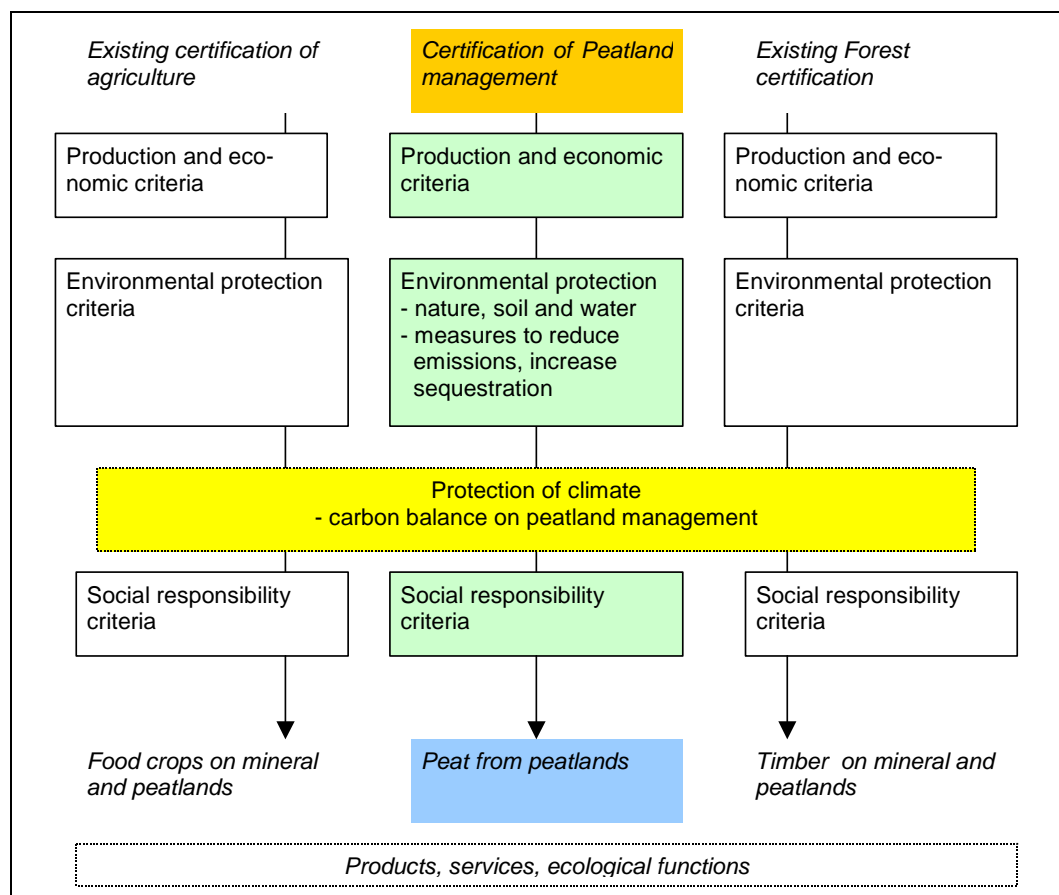 Existing certification of
agriculture
Certification of Peatland
management
Existing Forest
certification
Production and eco-
nomic criteria
Production and economic
criteria
Production and eco-
nomic criteria
Environmental protection
criteria
Environmental protection
- nature, soil and water
- measures to reduce
emissions, increase
sequestration
Environmental protection
criteria
Protection of climate
- carbon balance on peatland management
Social responsibility
criteria
Social responsibility
criteria
Social responsibility
criteria
Food crops on mineral
and peatlands
Peat from peatlands
Timber on mineral and
peatlands
Products, services, ecological functions